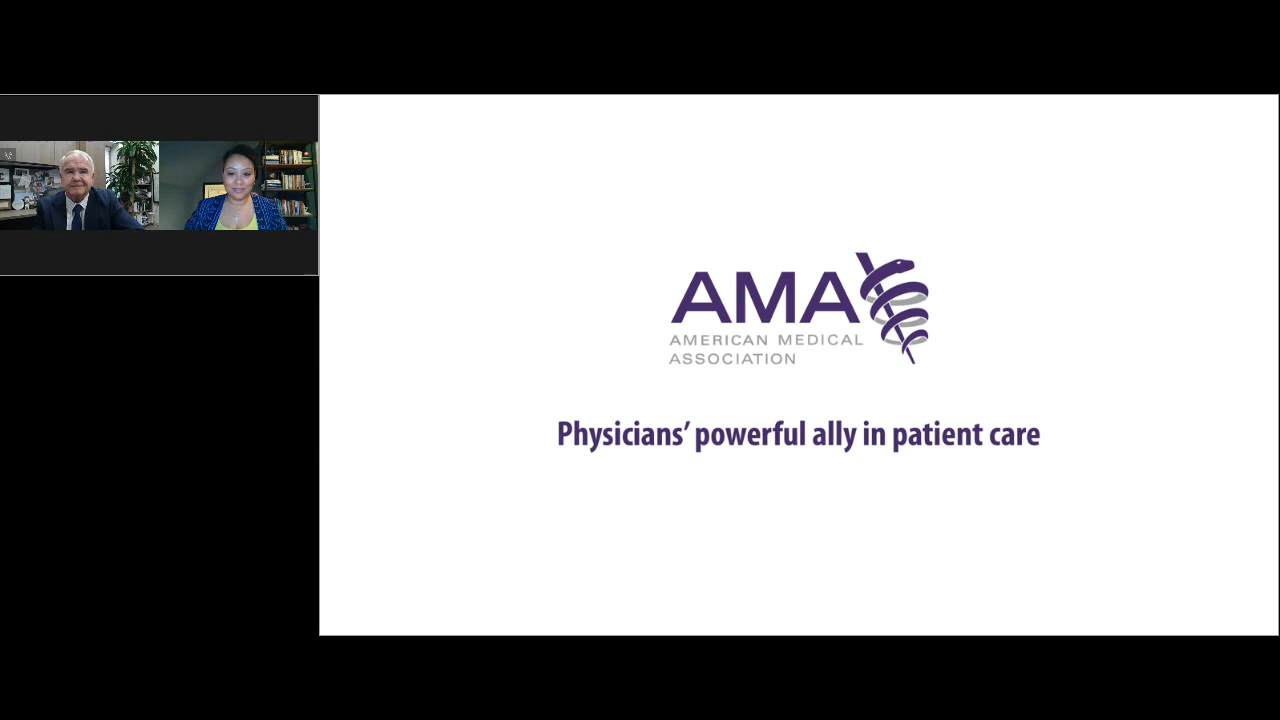 AMA
AMERICAN MEDICAL
ASSOCIATION
Physicians’ powerful ally in patient care